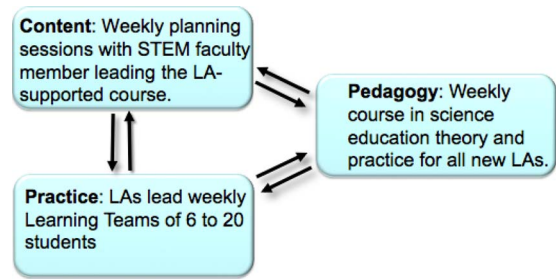 Content: Weekly planning
sessions with STEM faculty
member leading the LA-
supported course.
Pedagogy: Weekly
course in science
education theory and
practice for all new LAs.
Practice: LAs lead weekly
Learning Teams of 6 to 20
students